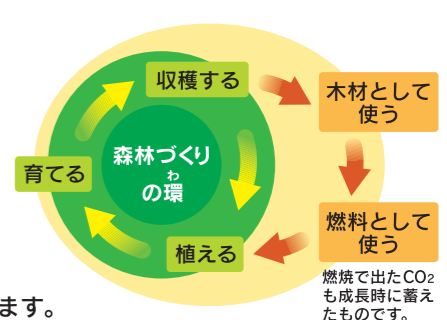 収穫する
木材として
使う
森林づくり
わ
の環
育てる
植える
燃料として
使う
燃焼で出たCO2
も成長時に蓄え
たものです。
ます。